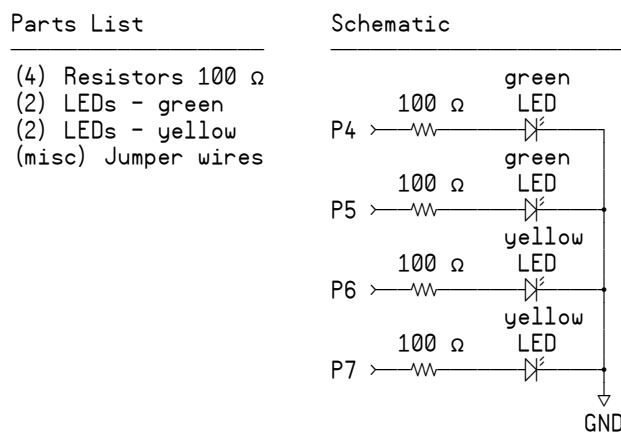 Parts List
(4) Resistors 100 Ω
(2) LEDs - green
(2) LEDs - yellow
(misc) Jumper wires
Schematic
green
100 Ω LED
P4
green
100 Ω LED
P5
yellow
100 Ω LED
P6
yellow
100 Ω LED
P7
GND